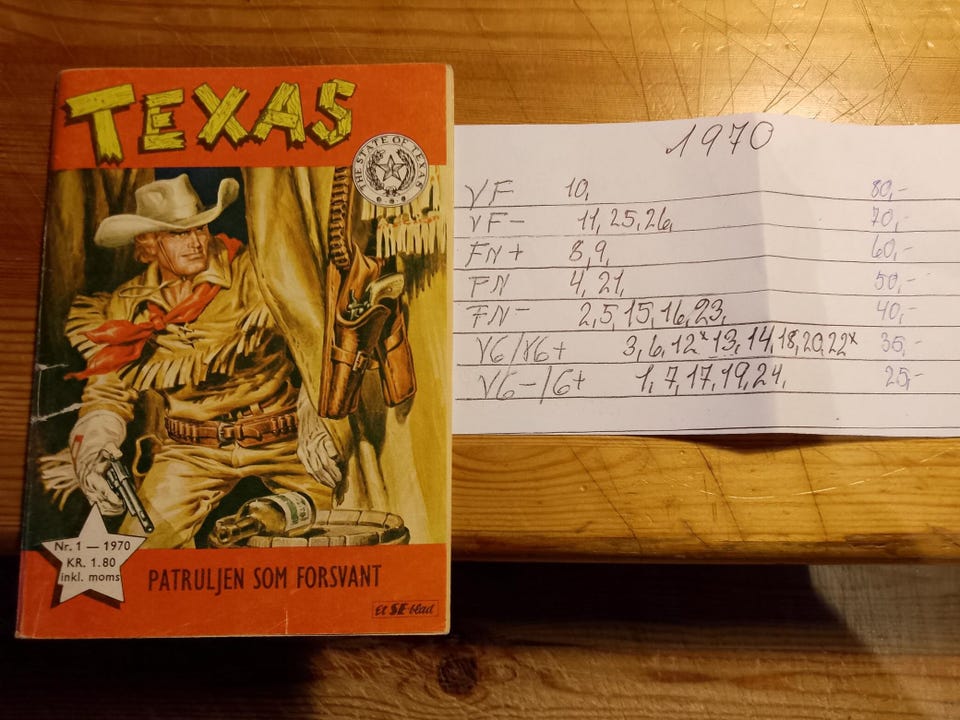 TEXAS
THE STATE OF TEXAS
Nr. 1 — 1970
KR. 1.80
inkl. moms
PATRULJEN SOM FORSVANT
Et SE-blad
1970
VF 10, 80,-
VF- 11, 25, 26, 70,-
FN+ 8, 9, 60,-
FN 4, 21, 50,-
FN- 2, 5, 15, 16, 23, 40,-
VG/VG+ 3, 6, 12x 13, 14, 18, 20, 22x 35,-
VG-/G+ 1, 7, 17, 19, 24, 25,-